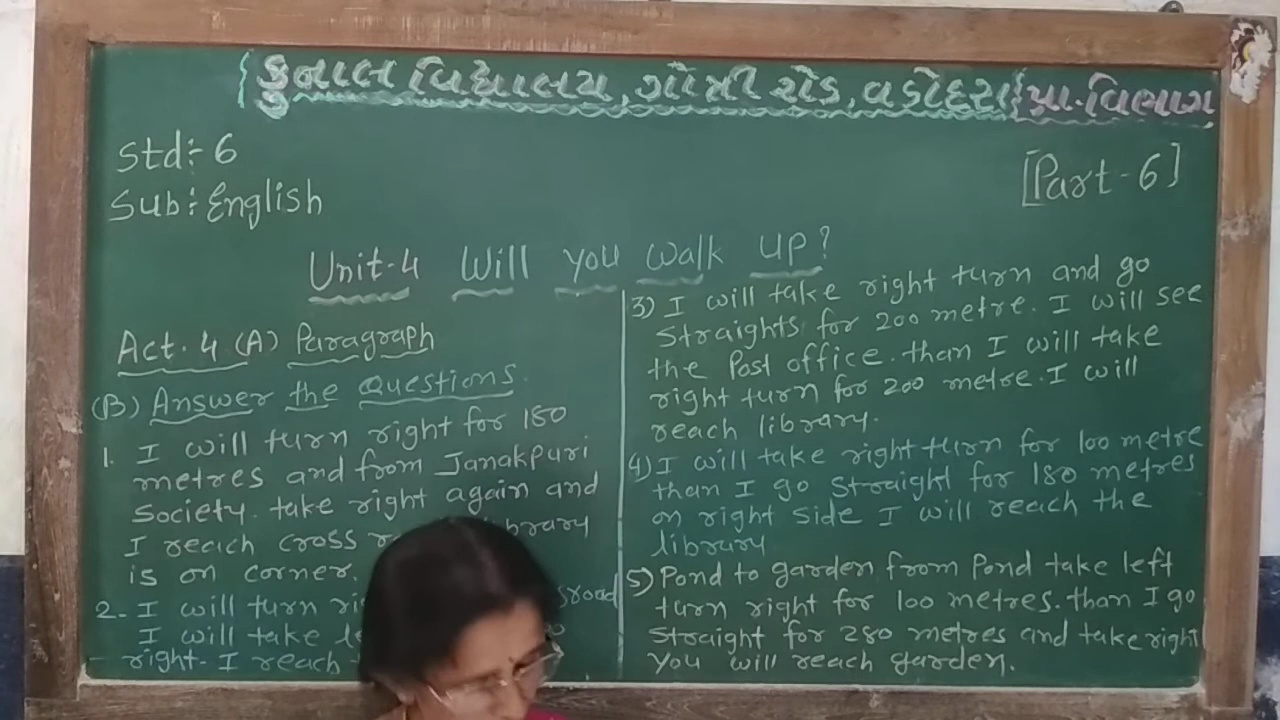 {કુનાલ વિદ્યાલય, ગોત્રી રોડ, વડોદરા{પ્રા.વિભાગ
Std:- 6
Sub:- English
[Part-6]
Unit-4 Will you walk up?
Act. 4 (A) Paragraph
(B) Answer the questions.
1. I will turn right for 180
metres and from Janakpuri
society. take right again and
I reach cross
is on corner.
2- I will turn
I will take
right- I reach
3) I will take right turn and go
straights for 200 metre. I will see
the Post office. than I will take
right turn for 200 metre. I will
reach library.
4) I will take right turn for 100 metre
than I go straight for 180 metres
on right side I will reach the
library
5) Pond to garden from Pond take left
turn right for 100 metres. than I go
straight for 280 metres and take right
you will reach garden.